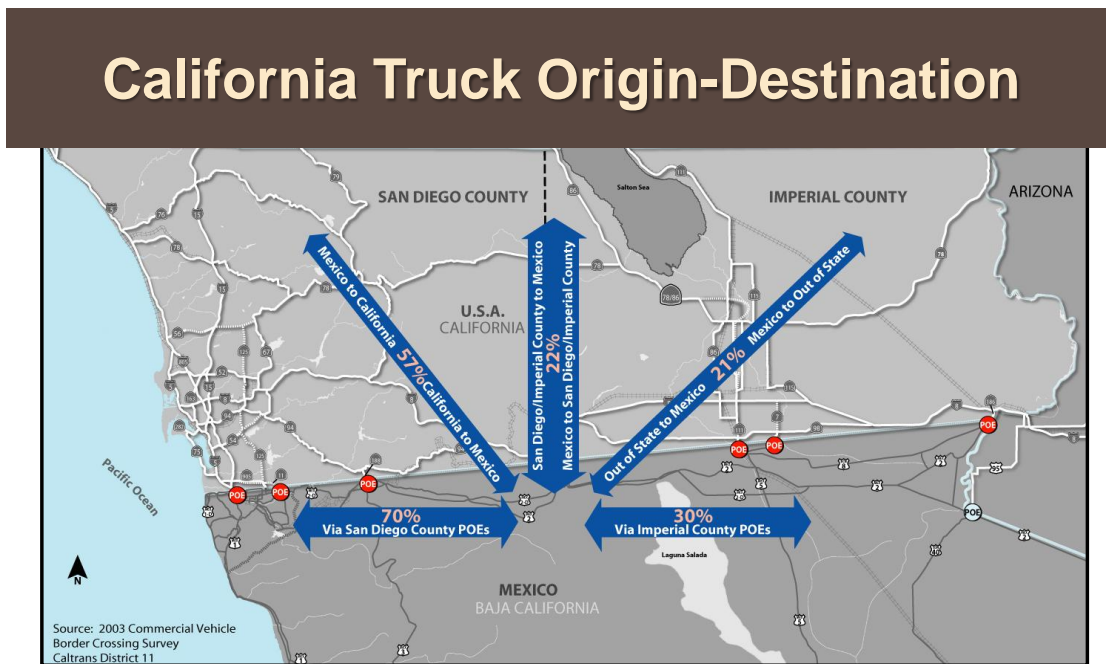 California Truck Origin-Destination
SAN DIEGO COUNTY
IMPERIAL COUNTY
ARIZONA
Salton Sea
U.S.A.
CALIFORNIA
Mexico to California 57% California to Mexico
San Diego/Imperial County to Mexico
22%
Mexico to San Diego/Imperial County
Out of State to Mexico 21% Mexico to Out of State
78/86
POE
POE
POE
POE
POE
POE
POE
Pacific Ocean
70%
Via San Diego County POEs
30%
Via Imperial County POEs
Laguna Salada
N
MEXICO
BAJA CALIFORNIA
Source: 2003 Commercial Vehicle
Border Crossing Survey
Caltrans District 11